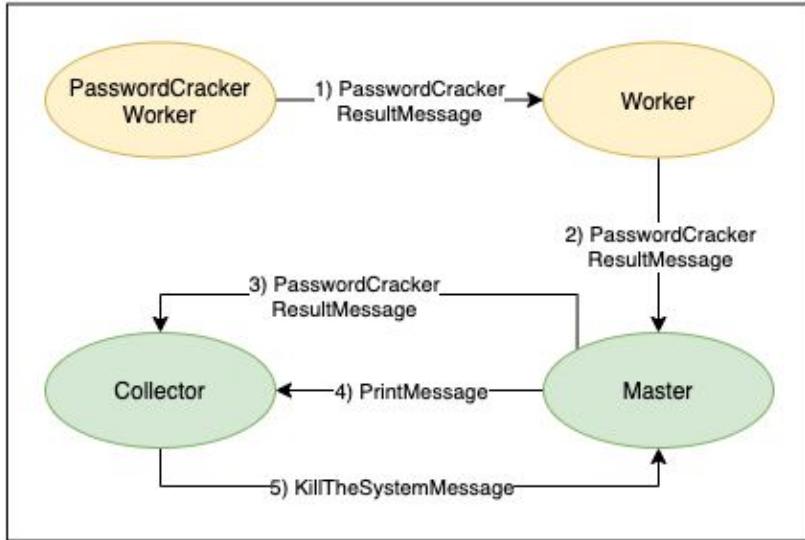 PasswordCracker
Worker
1) PasswordCracker
ResultMessage
Worker
2) PasswordCracker
ResultMessage
3) PasswordCracker
ResultMessage
Collector
4) PrintMessage
Master
5) KillTheSystemMessage